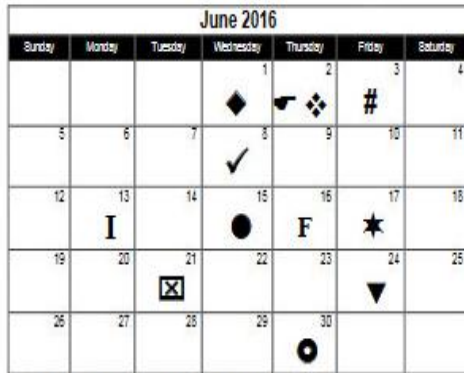 June 2016
Sunday Monday Tuesday Wednesday Thursday Friday Saturday
1 2 3 4
◆ ☛ ❖ #
5 6 7 8 9 10 11
✓
12 13 14 15 16 17 18
I ● F ✶
19 20 21 22 23 24 25
☒ ▼
26 27 28 29 30